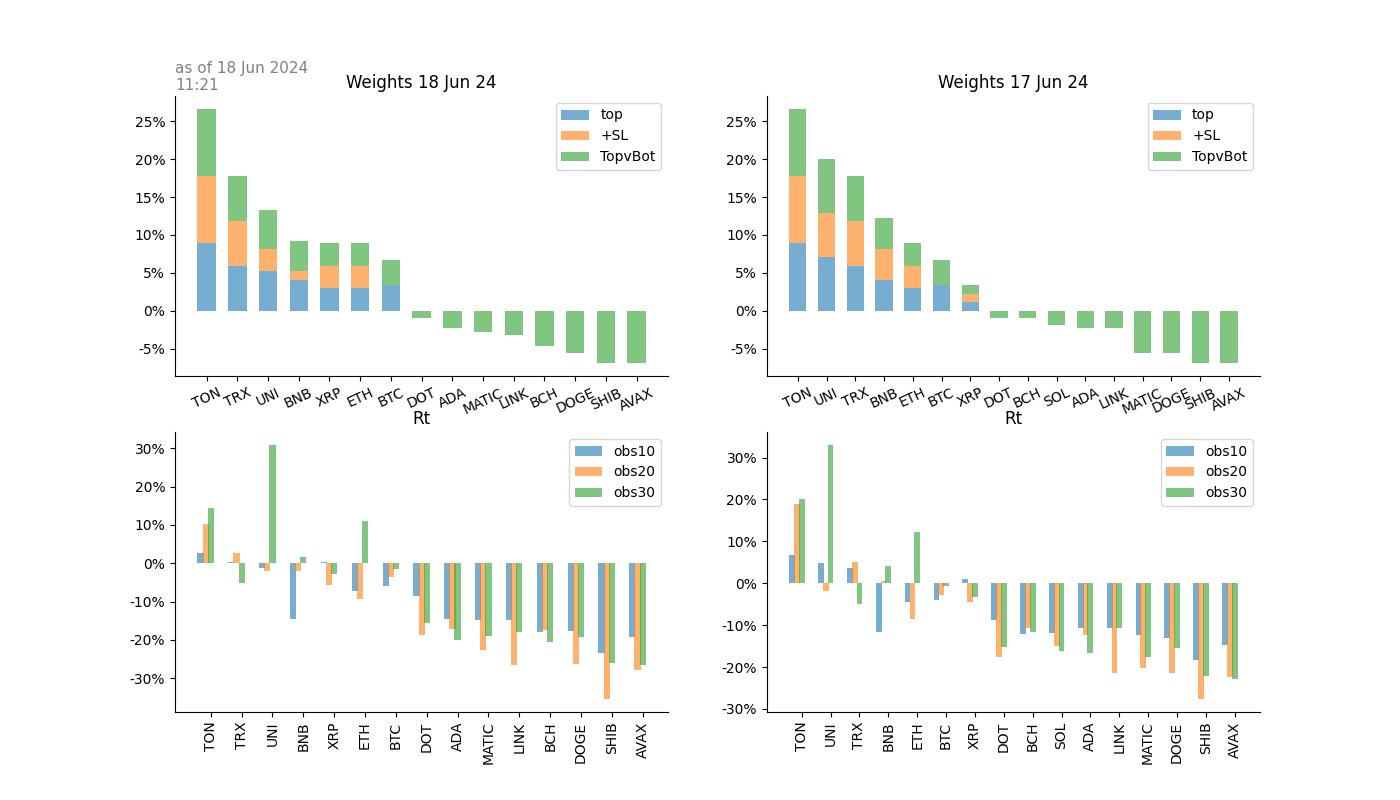 as of 18 Jun 2024
11:21
Weights 18 Jun 24
25%
20%
15%
10%
5%
0%
-5%
top
+SL
TopvBot
TON TRX UNI BNB XRP ETH BTC DOT ADA MATIC LINK BCH DOGE SHIB AVAX
Weights 17 Jun 24
25%
20%
15%
10%
5%
0%
-5%
top
+SL
TopvBot
TON UNI TRX BNB ETH BTC XRP DOT BCH SOL ADA LINK MATIC DOGE SHIB AVAX
Rt
30%
20%
10%
0%
-10%
-20%
-30%
obs10
obs20
obs30
TON TRX UNI BNB XRP ETH BTC DOT ADA MATIC LINK BCH DOGE SHIB AVAX
Rt
30%
20%
10%
0%
-10%
-20%
-30%
obs10
obs20
obs30
TON UNI TRX BNB ETH BTC XRP DOT BCH SOL ADA LINK MATIC DOGE SHIB AVAX